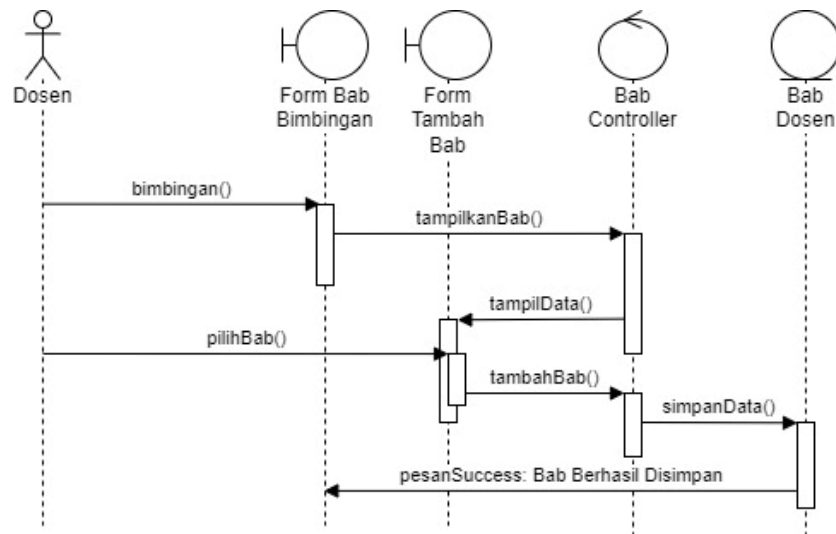 Dosen
Form Bab
Bimbingan
Form
Tambah
Bab
Bab
Controller
Bab
Dosen
bimbingan()
tampilkanBab()
tampilData()
pilihBab()
tambahBab()
simpanData()
pesanSuccess: Bab Berhasil Disimpan